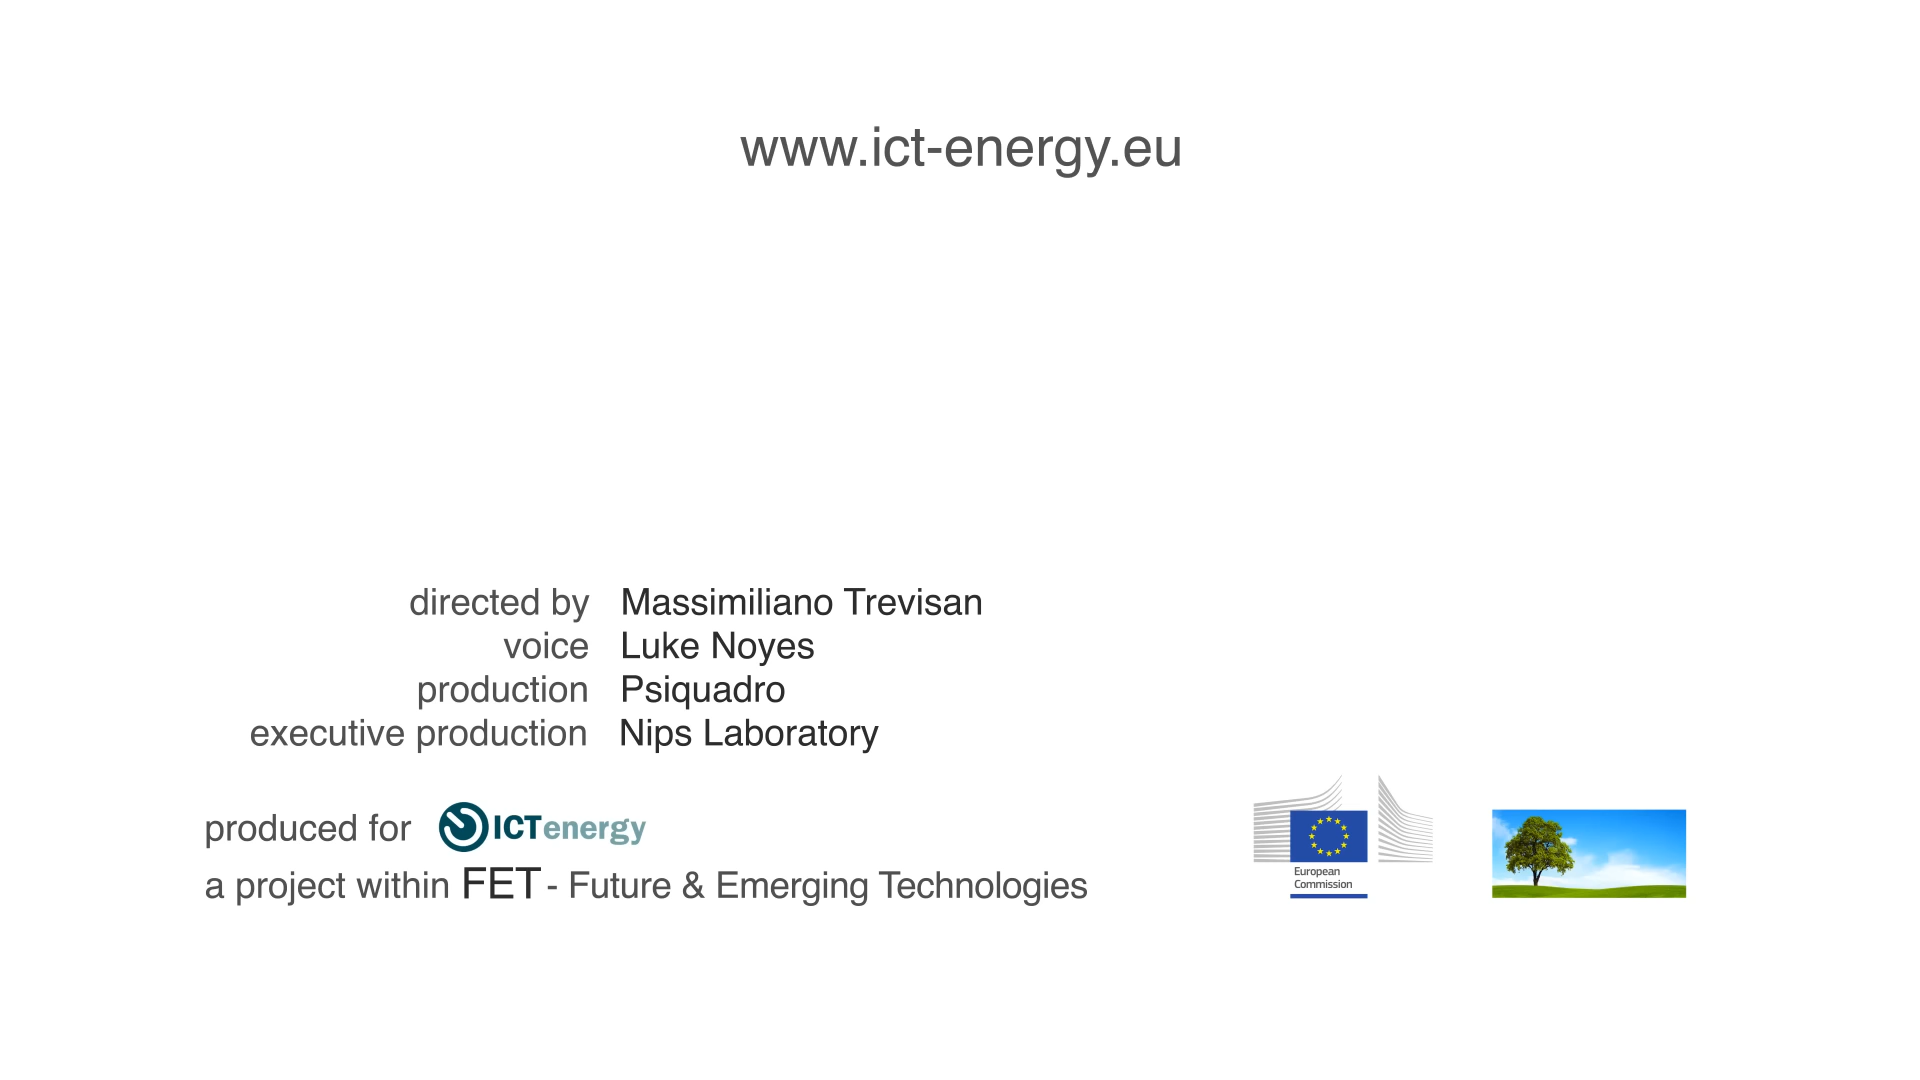 www.ict-energy.eu
directed by Massimiliano Trevisan
voice Luke Noyes
production Psiquadro
executive production Nips Laboratory
produced for ICTenergy
a project within FET - Future & Emerging Technologies
European
Commission